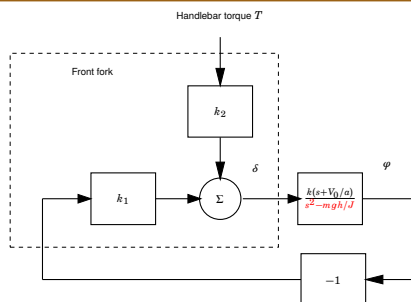 Handlebar torque T
Front fork
k₂
δ
φ
k₁
Σ
k(s+V₀/a)
s²−mgh/J
−1